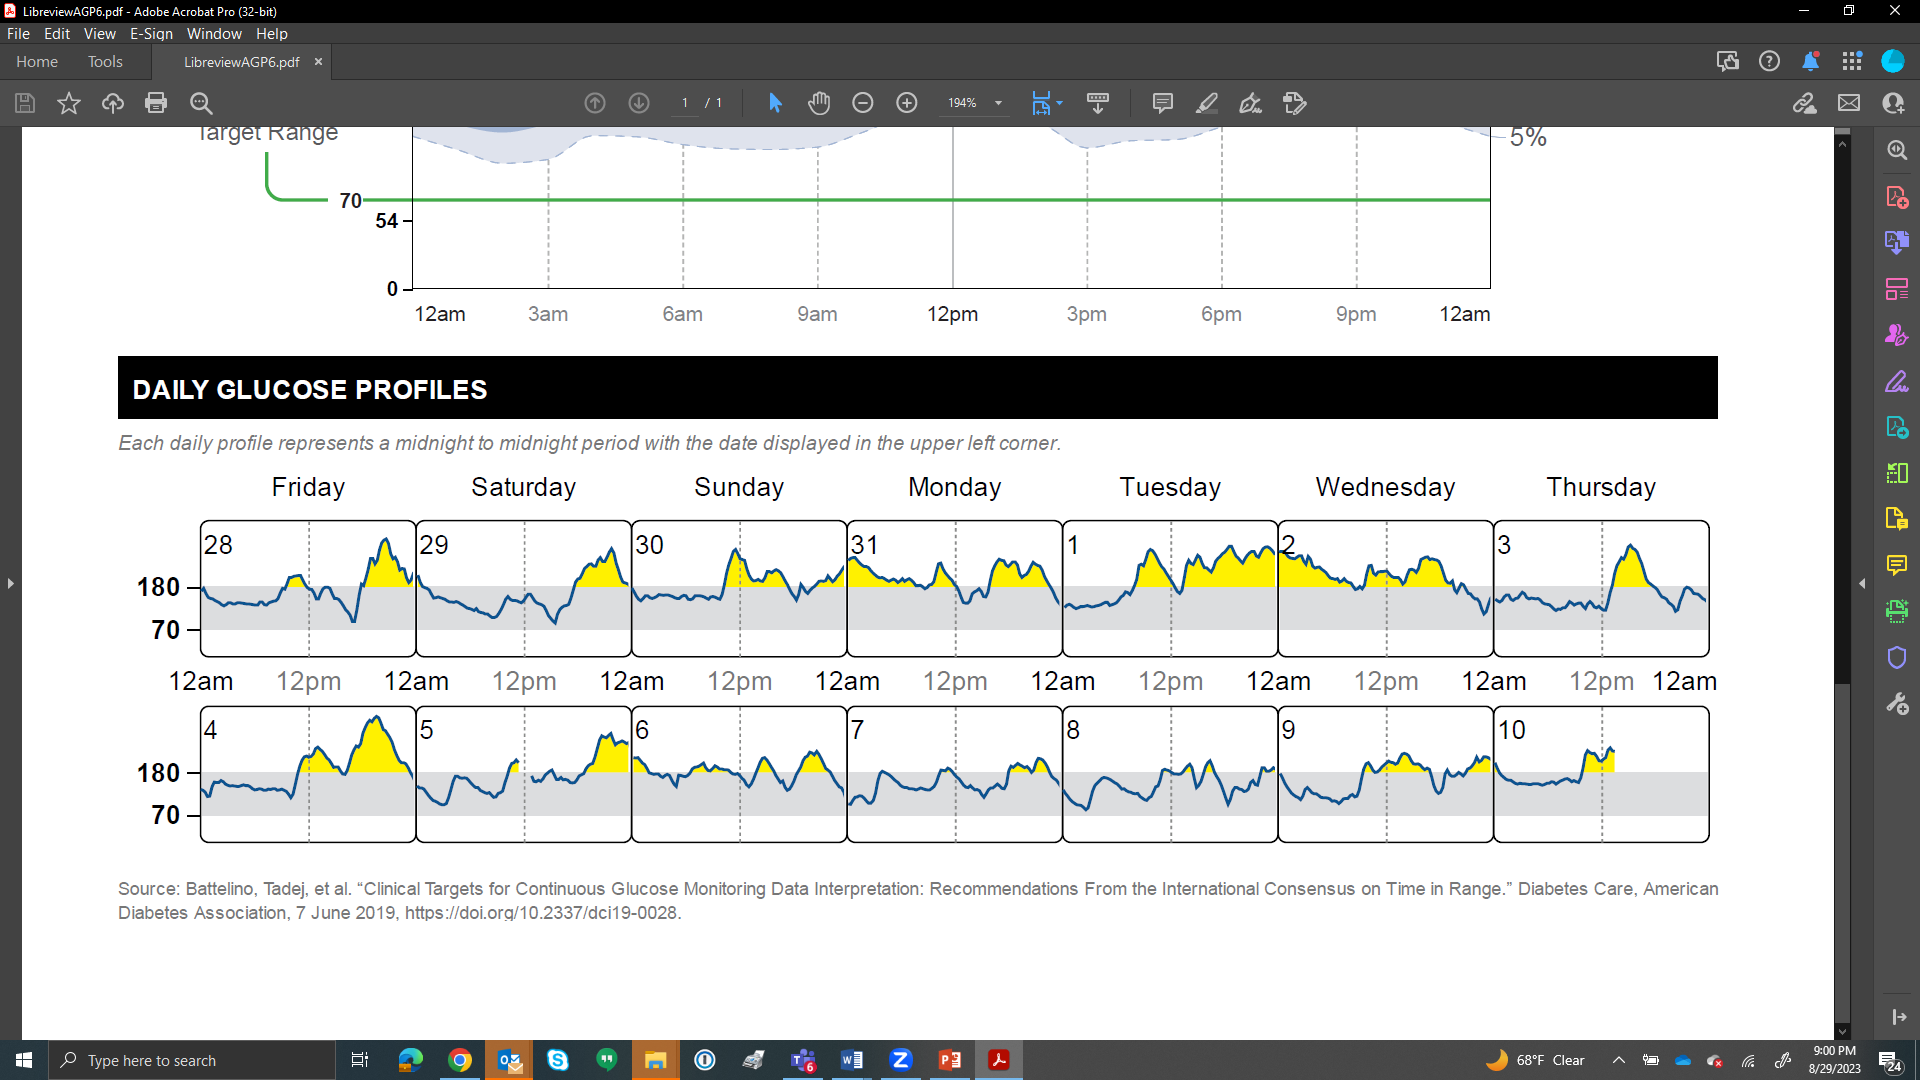 LibreviewAGP6.pdf - Adobe Acrobat Pro (32-bit)
File Edit View E-Sign Window Help
Home Tools LibreviewAGP6.pdf ×
1 / 1 194%
Target Range
5%
70
54
0
12am 3am 6am 9am 12pm 3pm 6pm 9pm 12am
DAILY GLUCOSE PROFILES
Each daily profile represents a midnight to midnight period with the date displayed in the upper left corner.
Friday Saturday Sunday Monday Tuesday Wednesday Thursday
28 29 30 31 1 2 3
180
70
12am 12pm 12am 12pm 12am 12pm 12am 12pm 12am 12pm 12am 12pm 12am 12pm 12am
4 5 6 7 8 9 10
180
70
Source: Battelino, Tadej, et al. “Clinical Targets for Continuous Glucose Monitoring Data Interpretation: Recommendations From the International Consensus on Time in Range.” Diabetes Care, American
Diabetes Association, 7 June 2019, https://doi.org/10.2337/dci19-0028.
Type here to search
6
68°F Clear
9:00 PM
8/29/2023
24